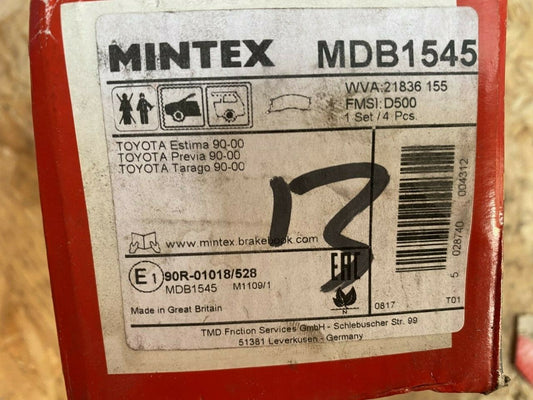 MINTEX MDB1545
WVA:21836 155
FMSI:D500
1 Set / 4 Pcs.
TOYOTA Estima 90-00
TOYOTA Previa 90-00
TOYOTA Tarago 90-00
13
www.mintex.brakebook.com
E1 90R-01018/528
MDB1545 M1109/1
EAC
N
Made in Great Britain
0817
T01
5 028740 004312
TMD Friction Services GmbH - Schlebuscher Str. 99
51381 Leverkusen - Germany